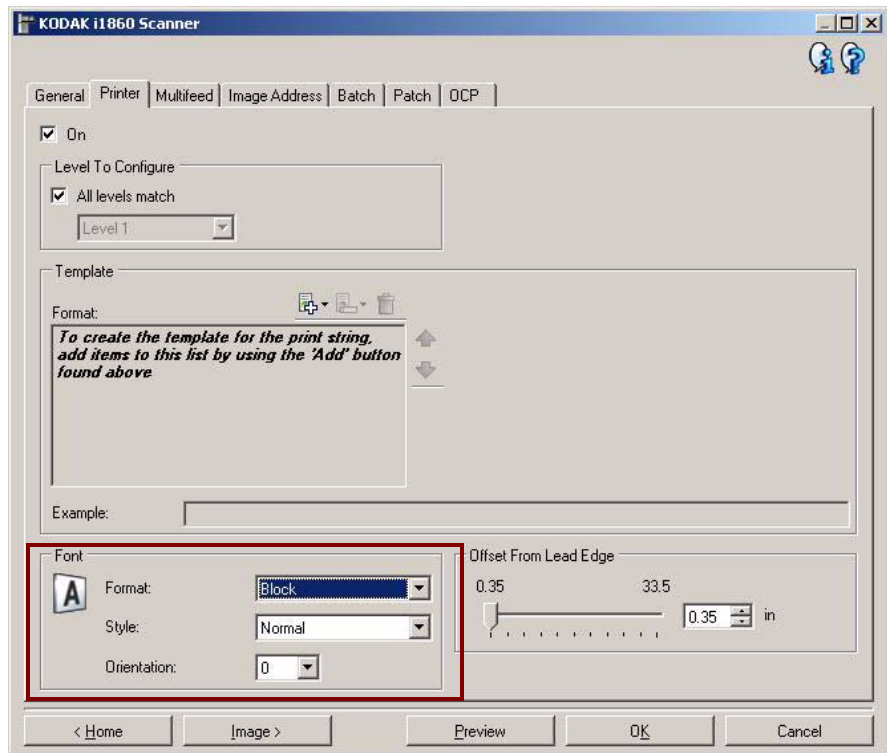 KODAK i1860 Scanner
General Printer Multifeed Image Address Batch Patch OCP
On
Level To Configure
All levels match
Level 1
Template
Format:
To create the template for the print string,
add items to this list by using the 'Add' button
found above
Example:
Font
A
Format: Block
Style: Normal
Orientation: 0
Offset From Lead Edge
0.35 33.5
0.35 in
< Home Image > Preview OK Cancel